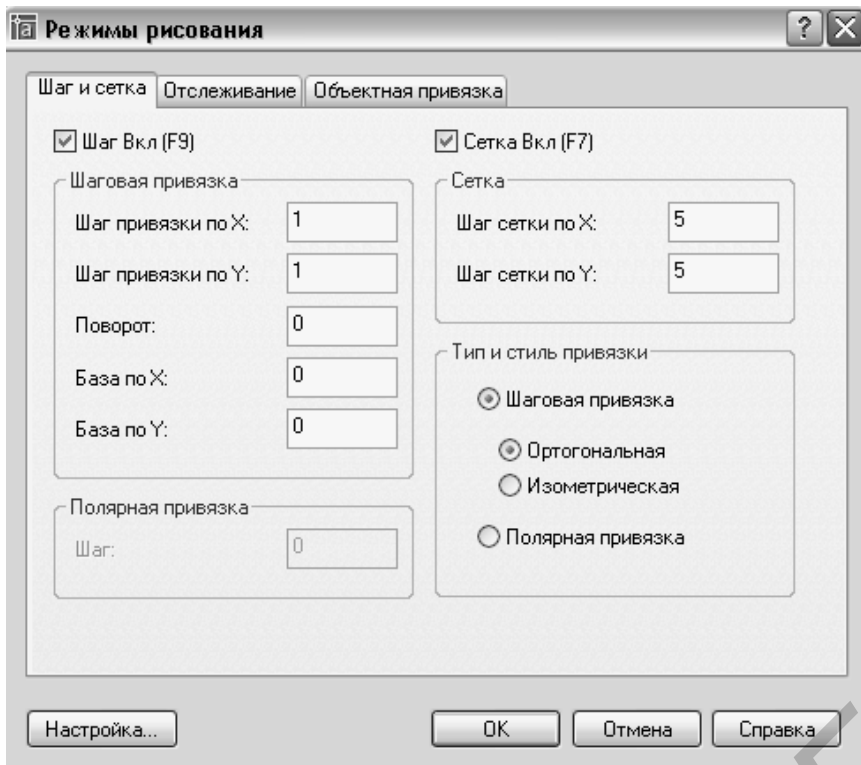 Режимы рисования
Шаг и сетка Отслеживание Объектная привязка
Шаг Вкл (F9)
Шаговая привязка
Шаг привязки по X: 1
Шаг привязки по Y: 1
Поворот: 0
База по X: 0
База по Y: 0
Полярная привязка
Шаг: 0
Сетка Вкл (F7)
Сетка
Шаг сетки по X: 5
Шаг сетки по Y: 5
Тип и стиль привязки
Шаговая привязка
Ортогональная
Изометрическая
Полярная привязка
Настройка... OK Отмена Справка